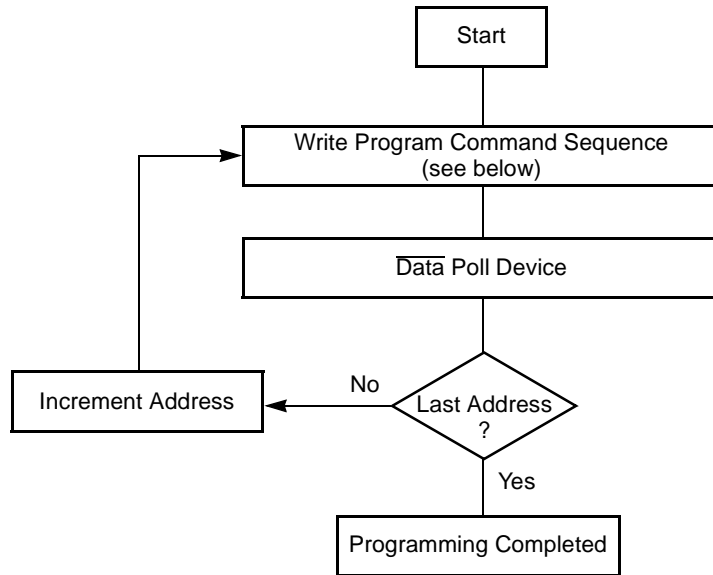 Start
Write Program Command Sequence
(see below)
Data Poll Device
No
Increment Address
Last Address
?
Yes
Programming Completed